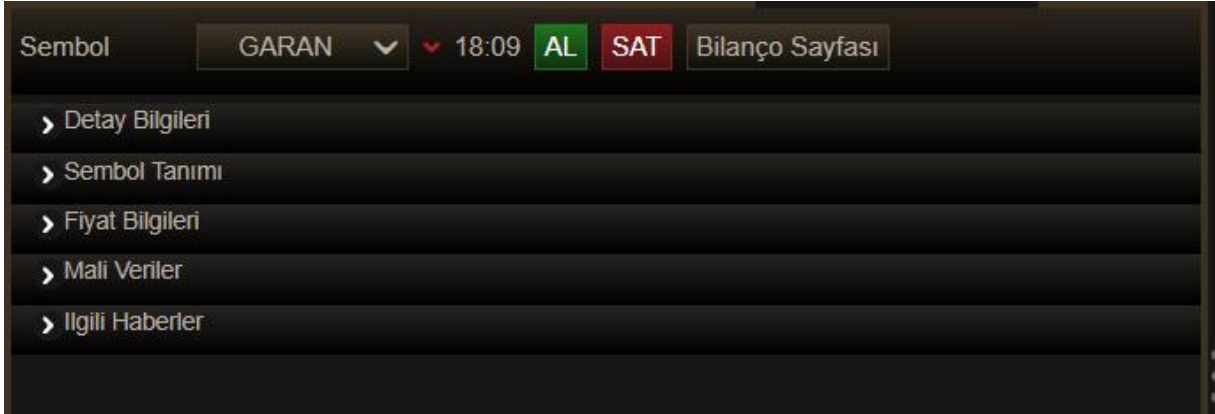 Sembol GARAN 18:09 AL SAT Bilanço Sayfası
Detay Bilgileri
Sembol Tanımı
Fiyat Bilgileri
Mali Veriler
Ilgili Haberler